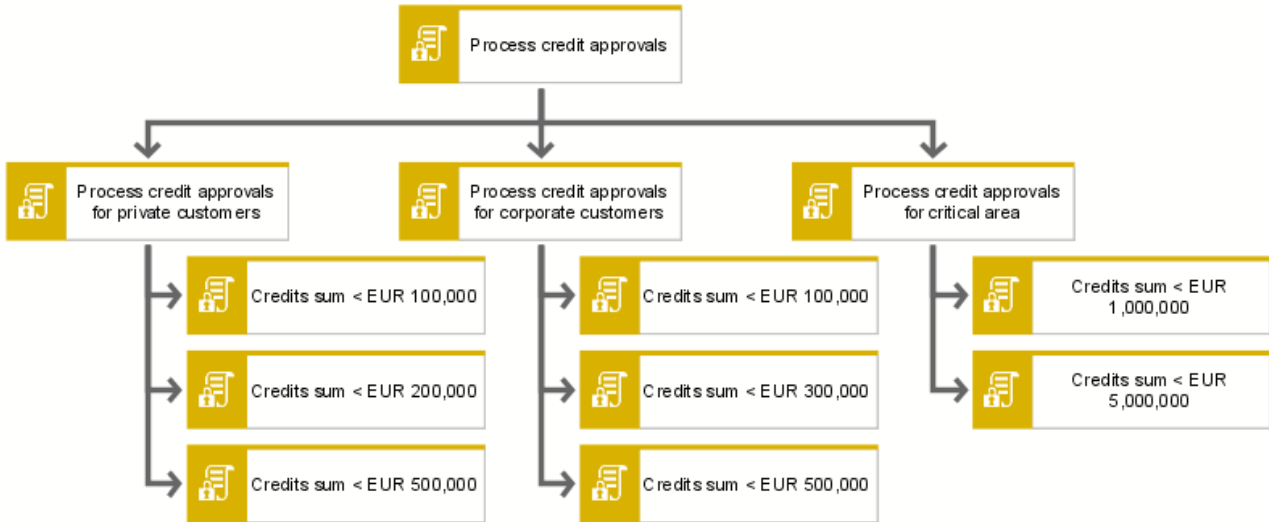 Process credit approvals
Process credit approvals
for private customers
Process credit approvals
for corporate customers
Process credit approvals
for critical area
Credits sum < EUR 100,000
Credits sum < EUR 200,000
Credits sum < EUR 500,000
Credits sum < EUR 100,000
Credits sum < EUR 300,000
Credits sum < EUR 500,000
Credits sum < EUR
1,000,000
Credits sum < EUR
5,000,000